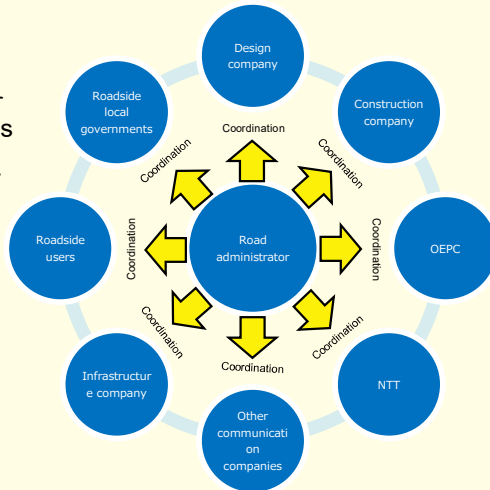 Design
company
Roadside
local
governments
Construction
company
s
Coordination
Coordination
Coordination
Roadside
users
Coordination
Road
administrator
Coordination
OEPC
Coordination
Coordination
Coordination
Infrastructur
e company
NTT
Other
communicati
on
companies